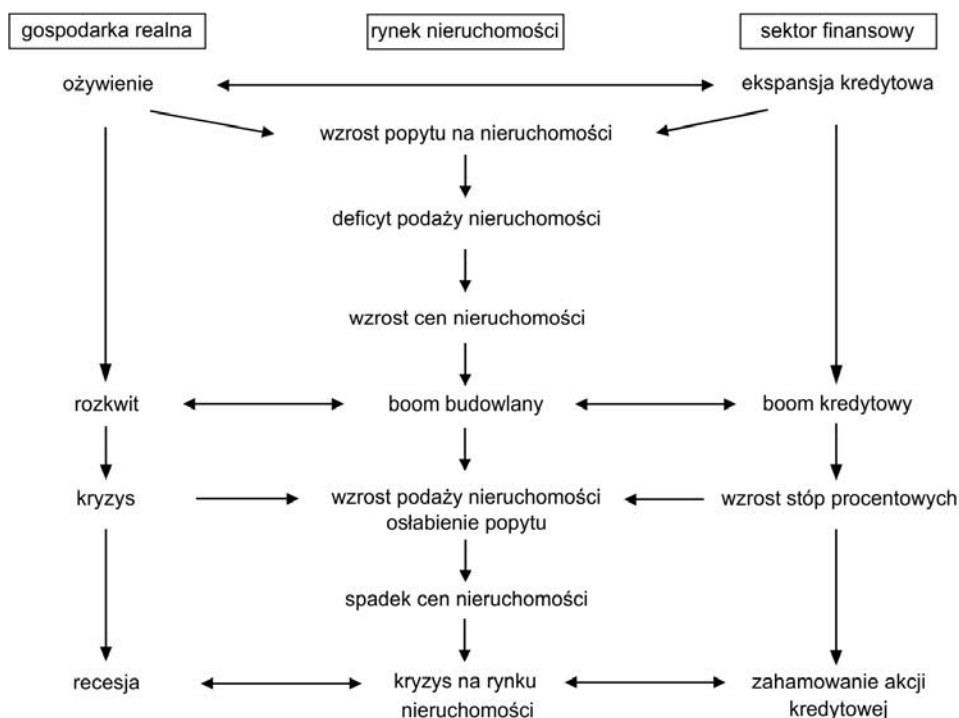 gospodarka realna
rynek nieruchomości
sektor finansowy
ożywienie
ekspansja kredytowa
wzrost popytu na nieruchomości
deficyt podaży nieruchomości
wzrost cen nieruchomości
rozkwit
boom budowlany
boom kredytowy
kryzys
wzrost podaży nieruchomości
osłabienie popytu
wzrost stóp procentowych
spadek cen nieruchomości
recesja
kryzys na rynku
nieruchomości
zahamowanie akcji
kredytowej